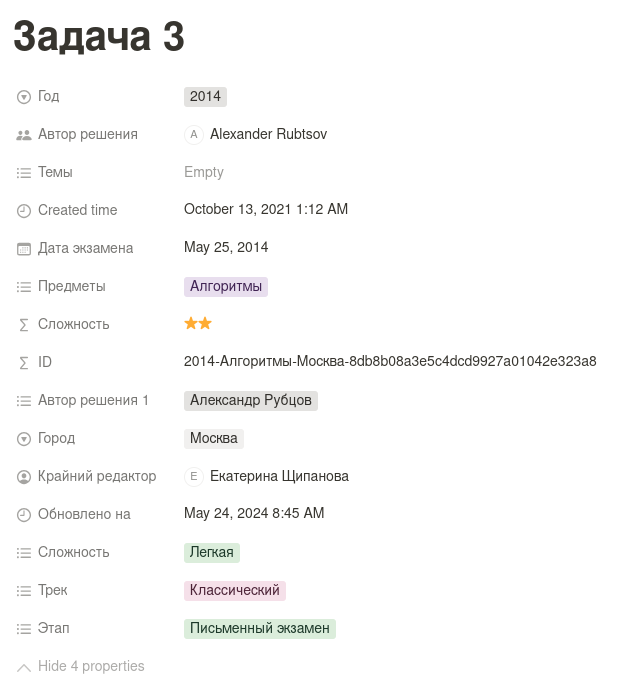 Задача 3
Год 2014
Автор решения A Alexander Rubtsov
Темы Empty
Created time October 13, 2021 1:12 AM
Дата экзамена May 25, 2014
Предметы Алгоритмы
Сложность ⭐⭐
ID 2014-Алгоритмы-Москва-8db8b08a3e5c4dcd9927a01042e323a8
Автор решения 1 Александр Рубцов
Город Москва
Крайний редактор E Екатерина Щипанова
Обновлено на May 24, 2024 8:45 AM
Сложность Легкая
Трек Классический
Этап Письменный экзамен
Hide 4 properties